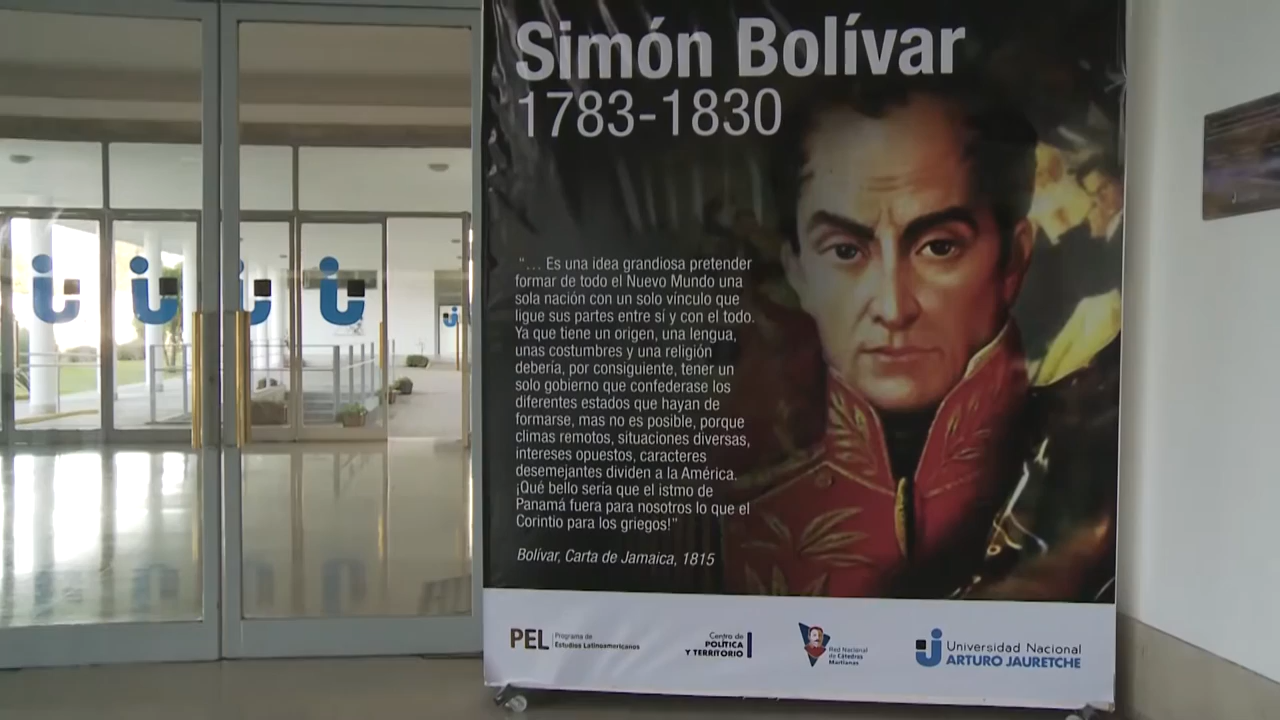 Simón Bolívar
1783-1830
"... Es una idea grandiosa pretender
formar de todo el Nuevo Mundo una
sola nación con un solo vínculo que
ligue sus partes entre sí y con el todo.
Ya que tiene un origen, una lengua,
unas costumbres y una religión
debería, por consiguiente, tener un
solo gobierno que confederase los
diferentes estados que hayan de
formarse, mas no es posible, porque
climas remotos, situaciones diversas,
intereses opuestos, caracteres
desemejantes dividen a la América.
¡Qué bello sería que el istmo de
Panamá fuera para nosotros lo que el
Corintio para los griegos!"
Bolívar, Carta de Jamaica, 1815
PEL
Programa de
Estudios Latinoamericanos
Centro de
POLÍTICA
Y TERRITORIO
Red Nacional
de Cátedras
Martianas
Universidad Nacional
ARTURO JAURETCHE